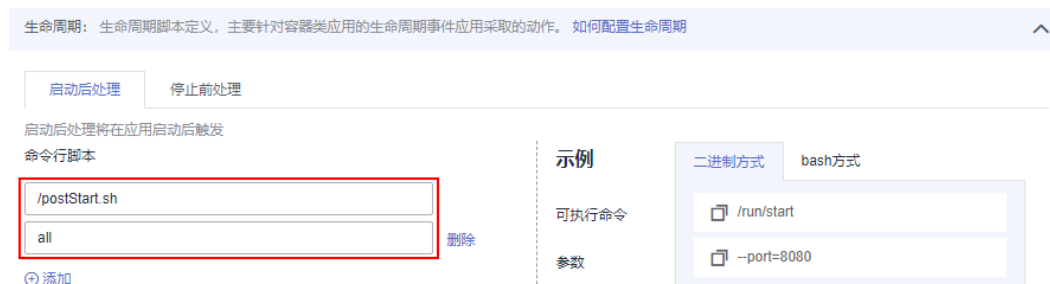 生命周期： 生命周期脚本定义，主要针对容器类应用的生命周期事件应用采取的动作。 如何配置生命周期
启动后处理 停止前处理
启动后处理将在应用启动后触发
命令行脚本
/postStart.sh
all
删除
添加
示例 二进制方式 bash方式
可执行命令 /run/start
参数 --port=8080